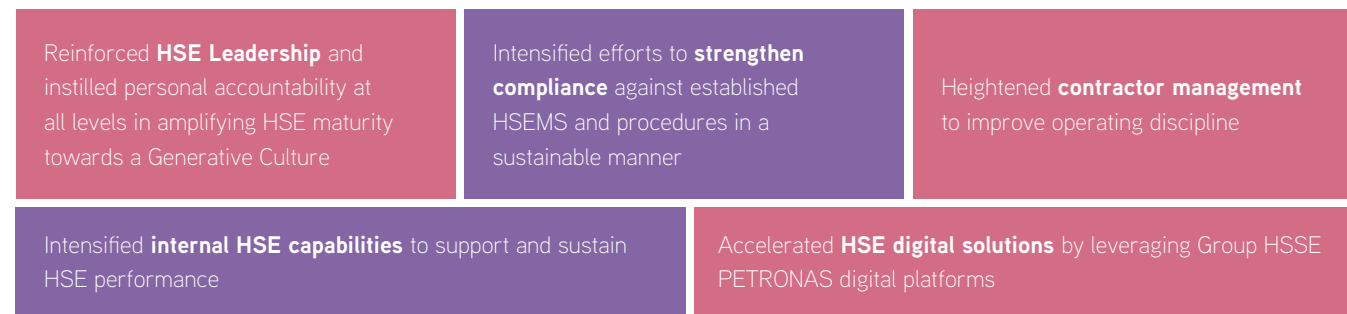 Reinforced HSE Leadership and
instilled personal accountability at
all levels in amplifying HSE maturity
towards a Generative Culture
Intensified efforts to strengthen
compliance against established
HSEMS and procedures in a
sustainable manner
Heightened contractor management
to improve operating discipline
Intensified internal HSE capabilities to support and sustain
HSE performance
Accelerated HSE digital solutions by leveraging Group HSSE
PETRONAS digital platforms